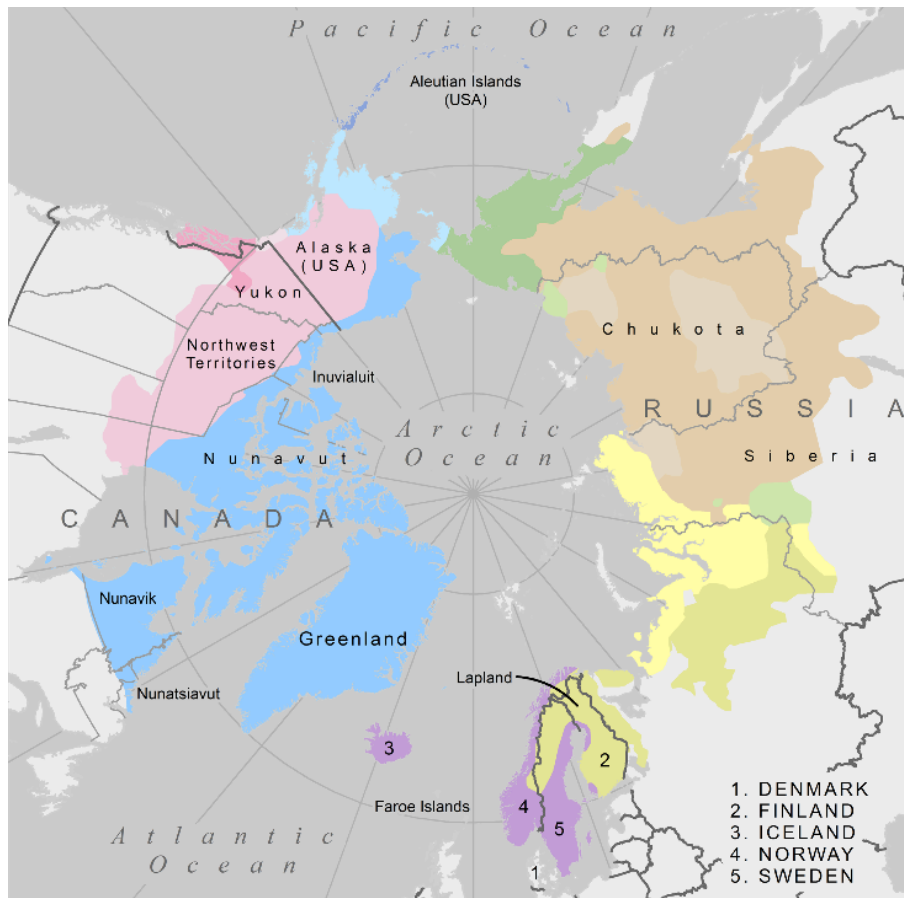 Pacific Ocean
Aleutian Islands
(USA)
Alaska
(USA)
Yukon
Northwest
Territories
Inuvialuit
Chukota
RUSSIA
Siberia
Arctic
Ocean
Nunavut
CANADA
Nunavik
Greenland
Nunatsiavut
Lapland
3
2
Faroe Islands
4
5
1
Atlantic
Ocean
1. DENMARK
2. FINLAND
3. ICELAND
4. NORWAY
5. SWEDEN